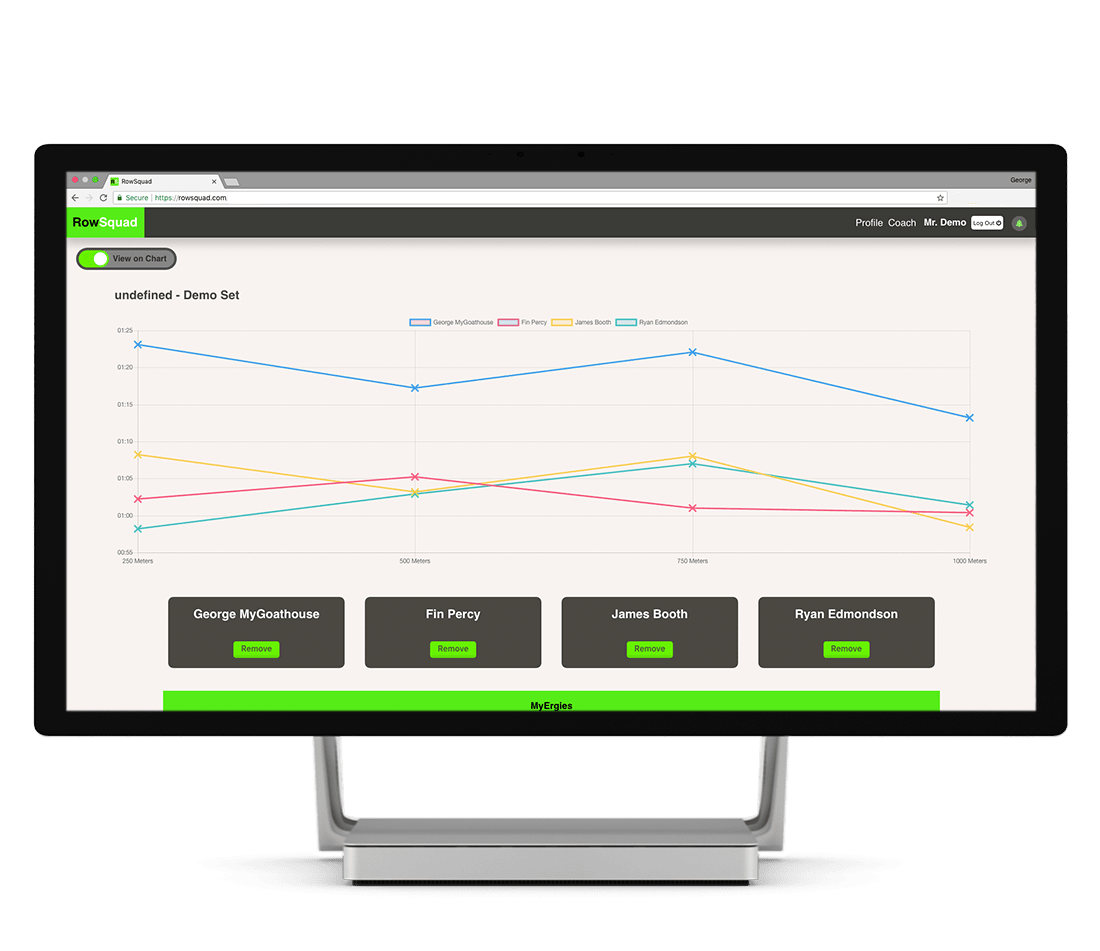 RowSquad
George
Secure | https://rowsquad.com
RowSquad
Profile Coach Mr. Demo Log Out
View on Chart
undefined - Demo Set
George MyGoathouse Fin Percy James Booth Ryan Edmondson
01:25
01:20
01:15
01:10
01:05
01:00
00:55
250 Meters 500 Meters 750 Meters 1000 Meters
George MyGoathouse Fin Percy James Booth Ryan Edmondson
Remove Remove Remove Remove
MyErgies